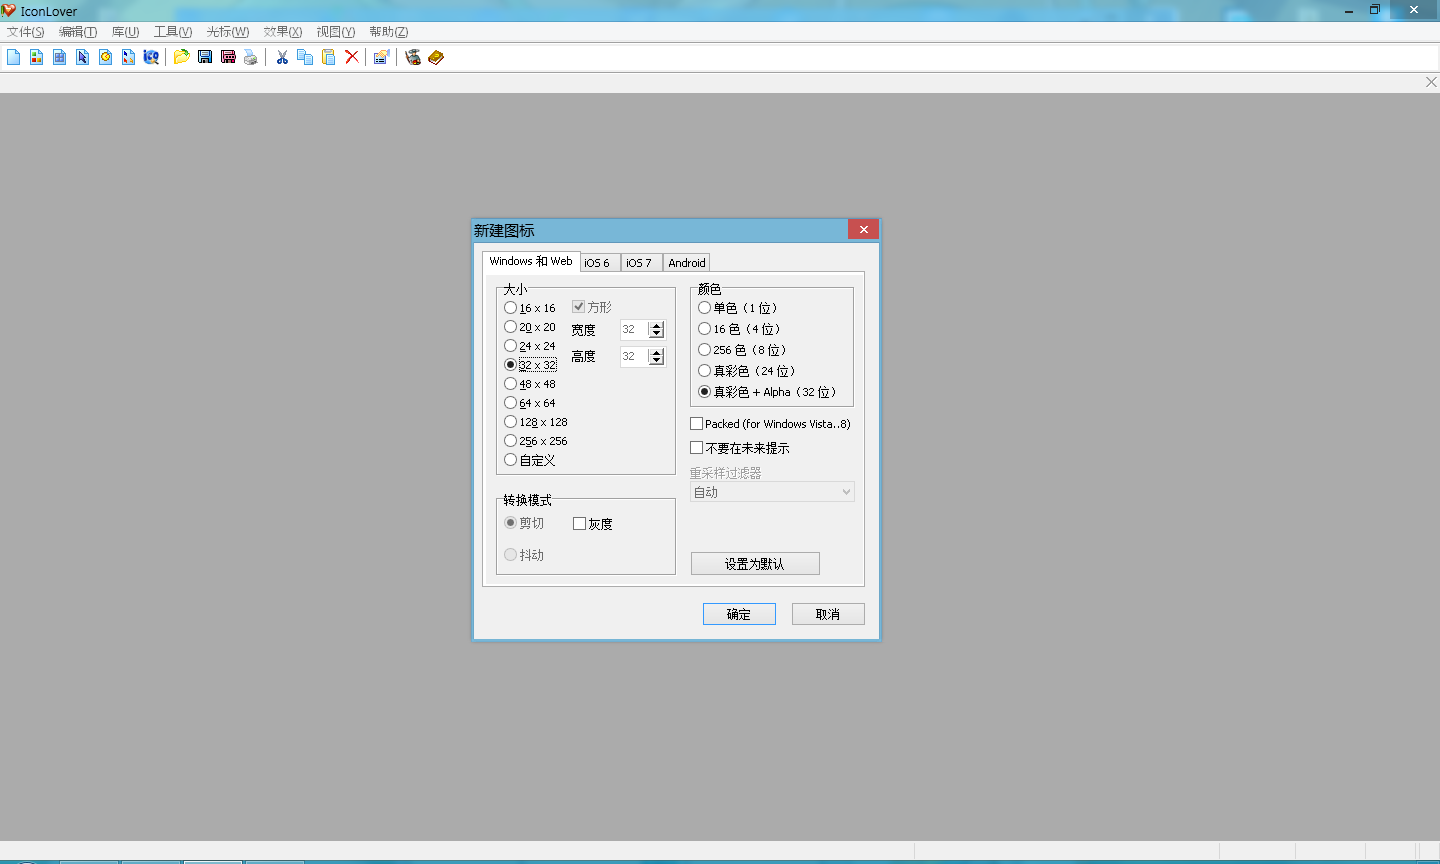 IconLover
文件(S) 编辑(T) 库(U) 工具(V) 光标(W) 效果(X) 视图(Y) 帮助(Z)
新建图标
Windows 和 Web iOS 6 iOS 7 Android
大小
16 x 16
20 x 20
24 x 24
32 x 32
48 x 48
64 x 64
128 x 128
256 x 256
自定义
方形
宽度 32
高度 32
转换模式
剪切 灰度
抖动
颜色
单色（1 位）
16 色（4 位）
256 色（8 位）
真彩色（24 位）
真彩色 + Alpha（32 位）
Packed (for Windows Vista..8)
不要在未来提示
重采样过滤器
自动
设置为默认
确定 取消